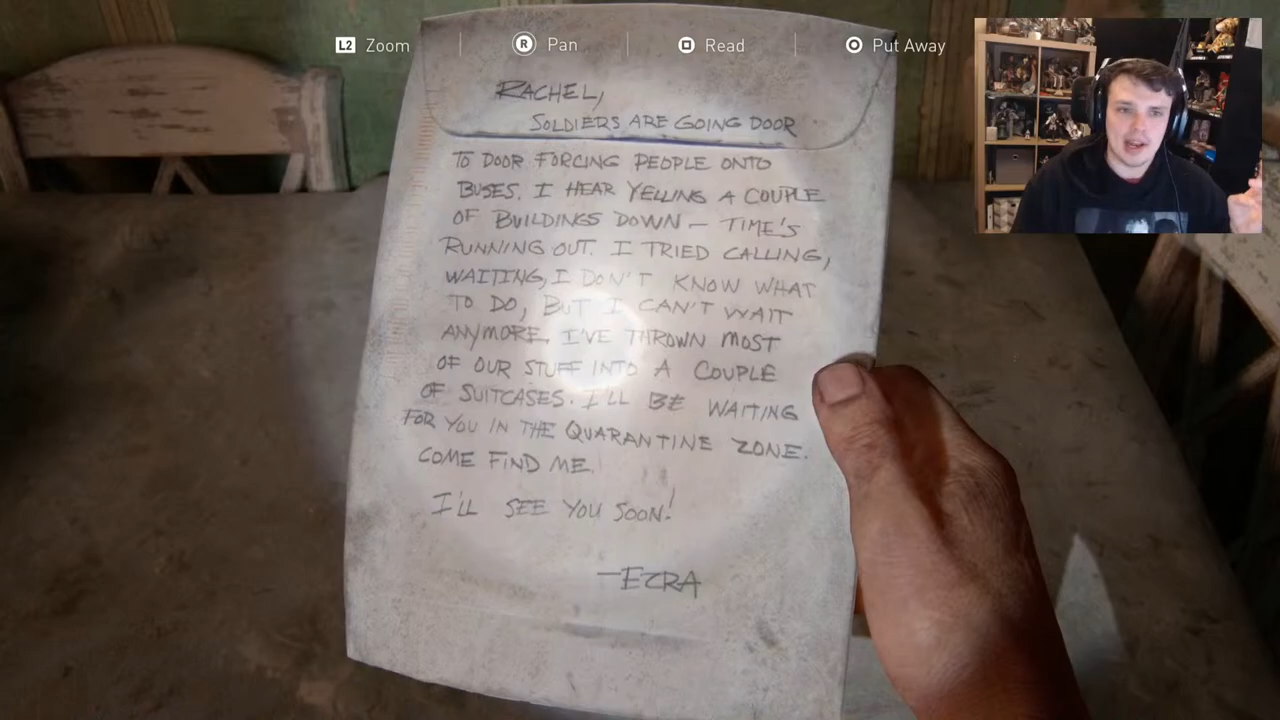 L2 Zoom R Pan Read Put Away
RACHEL,
SOLDIERS ARE GOING DOOR
TO DOOR FORCING PEOPLE ONTO
BUSES. I HEAR YELLING A COUPLE
OF BUILDINGS DOWN — TIME'S
RUNNING OUT. I TRIED CALLING,
WAITING, I DON'T KNOW WHAT
TO DO, BUT I CAN'T WAIT
ANYMORE. I'VE THROWN MOST
OF OUR STUFF INTO A COUPLE
OF SUITCASES. I'LL BE WAITING
FOR YOU IN THE QUARANTINE ZONE.
COME FIND ME.
I'LL SEE YOU SOON!
—EZRA